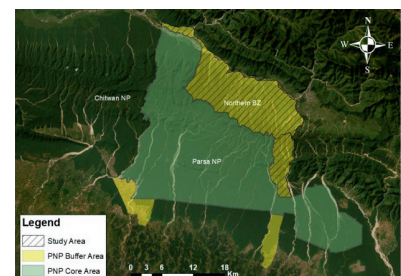 N
W E
S
Chitwan NP
Northern BZ
Parsa NP
Legend
Study Area
PNP Buffer Area
PNP Core Area
0 3 6 12 18
Km